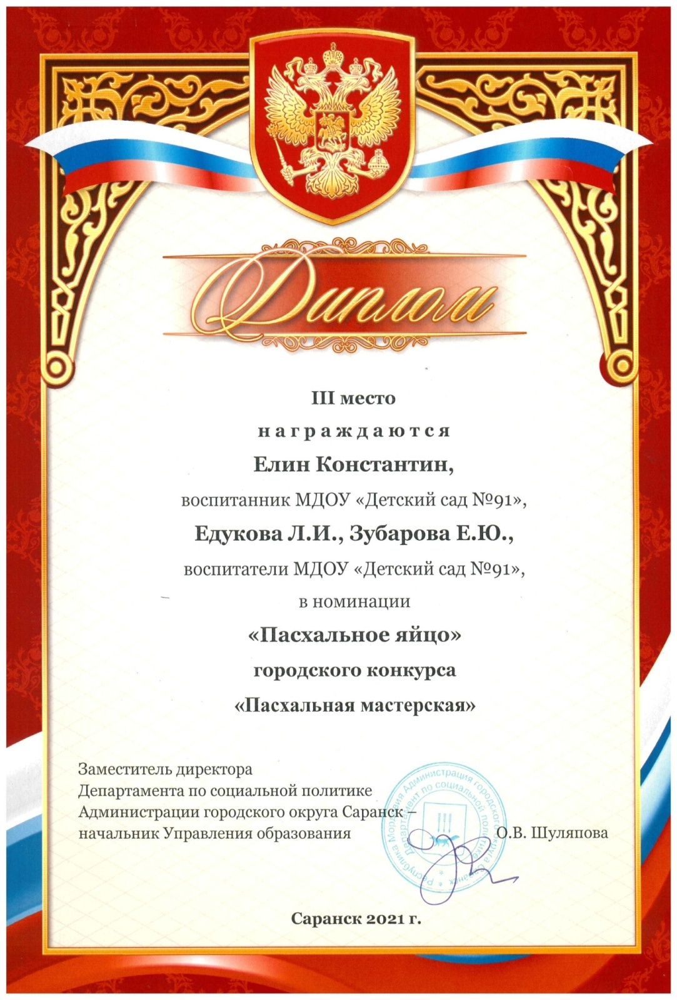 Диплом
III место
награждаются
Елин Константин,
воспитанник МДОУ «Детский сад №91»,
Едукова Л.И., Зубарова Е.Ю.,
воспитатели МДОУ «Детский сад №91»,
в номинации
«Пасхальное яйцо»
городского конкурса
«Пасхальная мастерская»
Заместитель директора
Департамента по социальной политике
Администрации городского округа Саранск –
начальник Управления образования
О.В. Шуляпова
Республика Мордовия Администрация городского округа Саранск
Департамент по социальной политике
Саранск 2021 г.